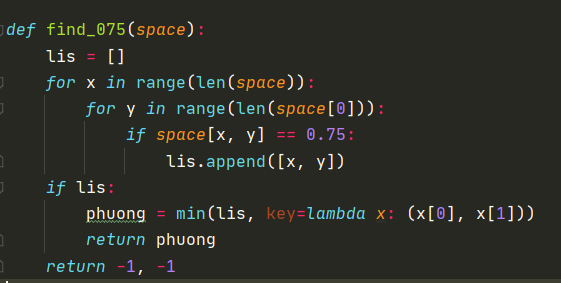 def find_075(space):
    lis = []
    for x in range(len(space)):
        for y in range(len(space[0])):
            if space[x, y] == 0.75:
                lis.append([x, y])
    if lis:
        phuong = min(lis, key=lambda x: (x[0], x[1]))
        return phuong
    return -1, -1